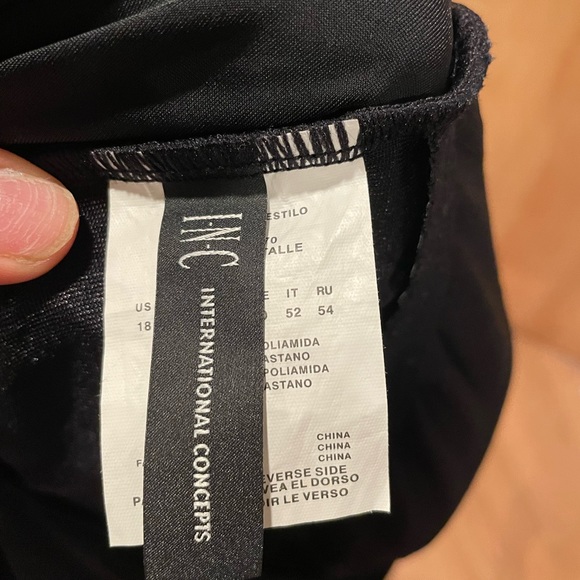 I·N·C
INTERNATIONAL CONCEPTS
ESTILO
TALLE
US IT RU
18 52 54
POLIAMIDA
ASTANO
POLIAMIDA
ASTANO
CHINA
CHINA
CHINA
EVERSE SIDE
VEA EL DORSO
IR LE VERSO